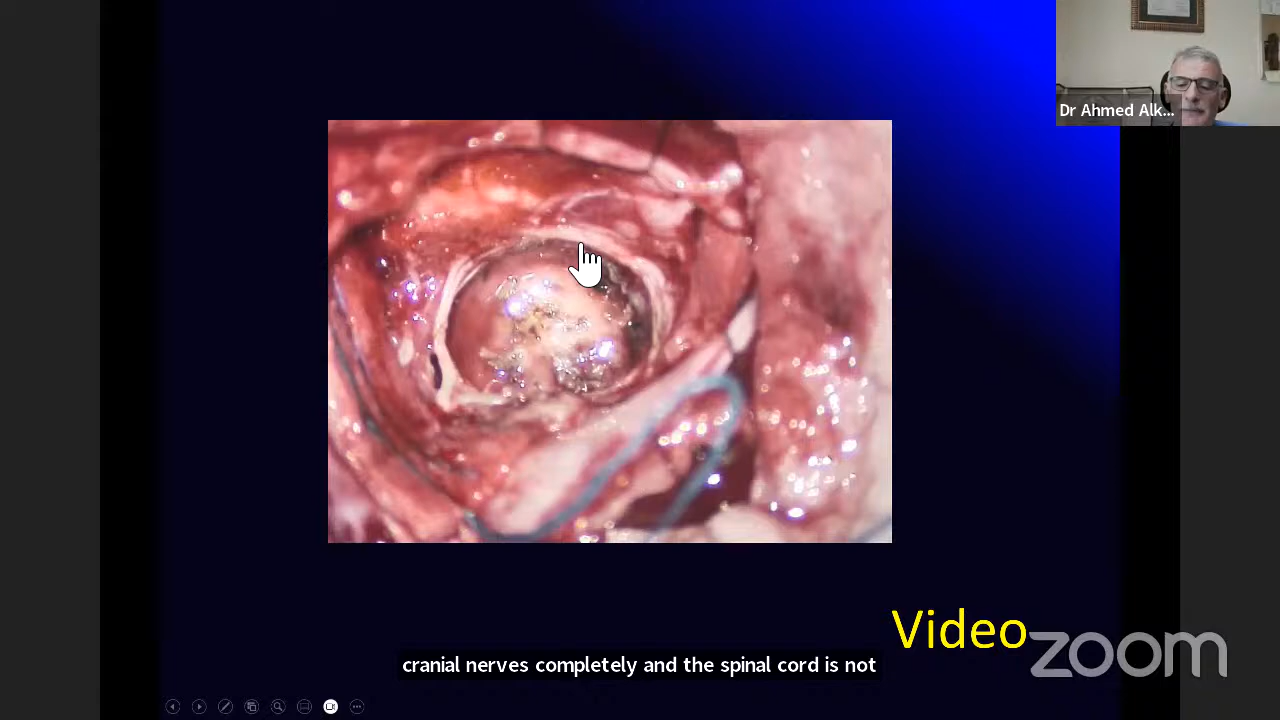 Dr Ahmed Alk...
Video
zoom
cranial nerves completely and the spinal cord is not